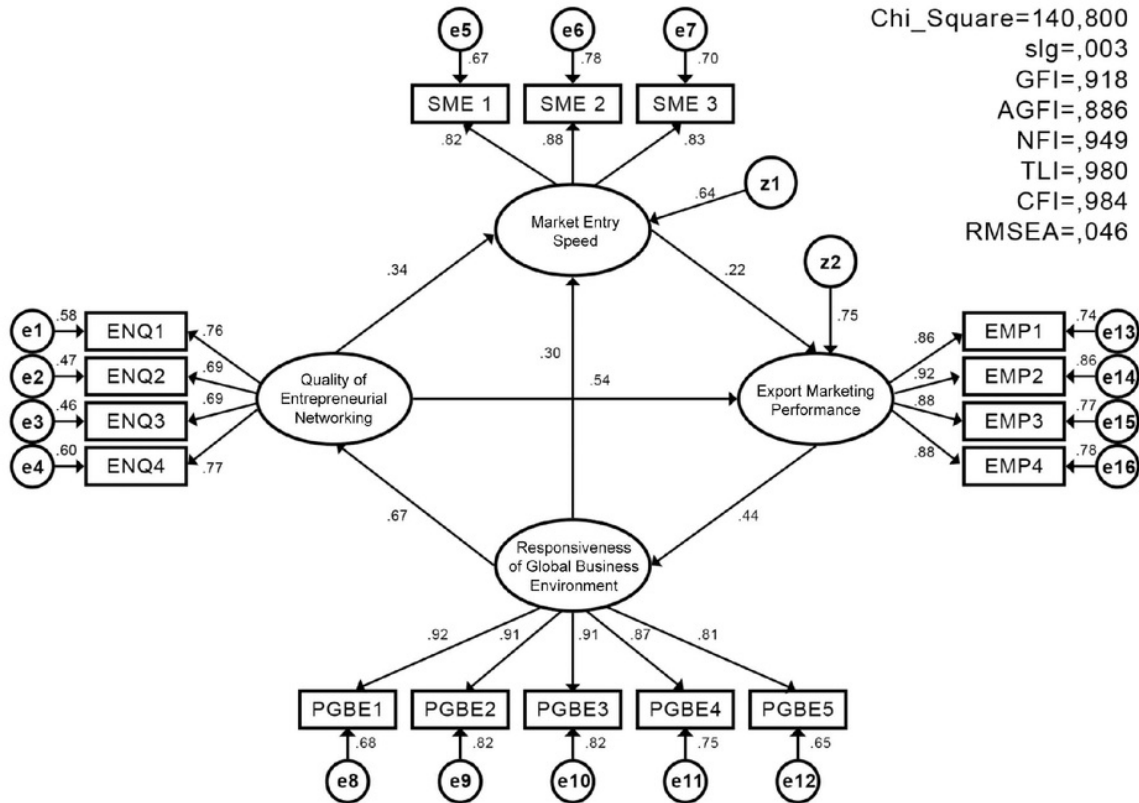 Chi_Square=140,800
sIg=,003
GFI=,918
AGFI=,886
NFI=,949
TLI=,980
CFI=,984
RMSEA=,046
e5
e6
e7
.67
.78
.70
SME 1
SME 2
SME 3
.82
.88
.83
z1
.64
Market Entry
Speed
z2
.34
.22
.75
e1
.58
ENQ1
.76
e2
.47
ENQ2
.69
e3
.46
ENQ3
.69
e4
.60
ENQ4
.77
Quality of
Entrepreneurial
Networking
.30
.54
Export Marketing
Performance
.86
EMP1
.74
e13
.92
EMP2
.86
e14
.88
EMP3
.77
e15
.88
EMP4
.78
e16
.67
.44
Responsiveness
of Global Business
Environment
.92
.91
.91
.87
.81
PGBE1
PGBE2
PGBE3
PGBE4
PGBE5
.68
.82
.82
.75
.65
e8
e9
e10
e11
e12